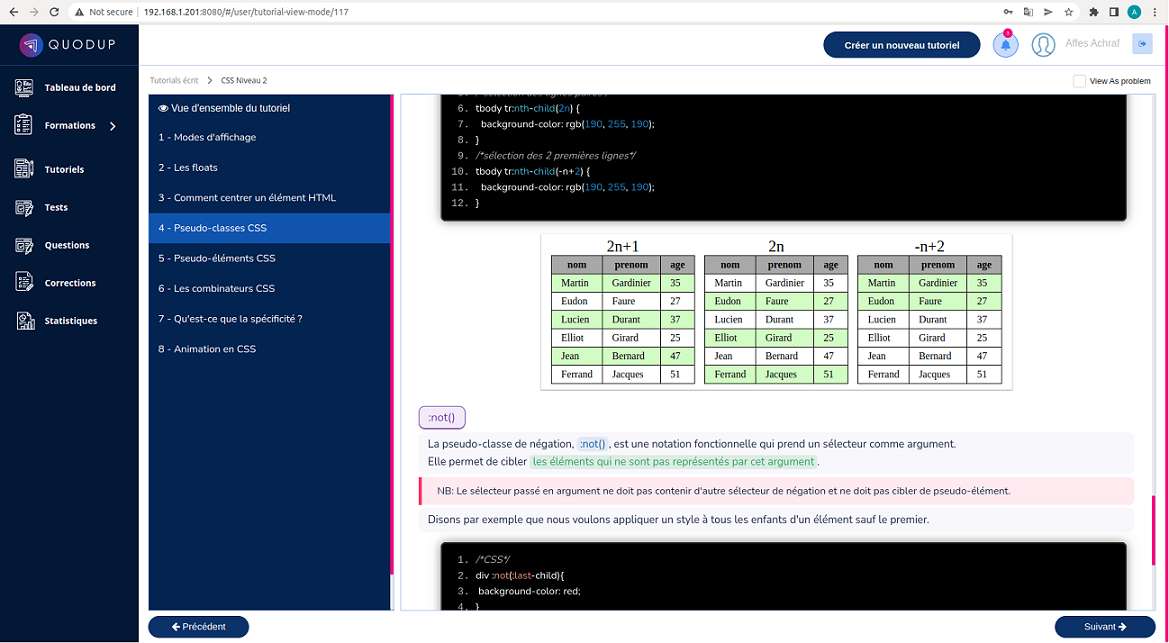 Not secure 192.168.1.201:8080/#/user/tutorial-view-mode/117
A
QUODUP
Créer un nouveau tutoriel
Affes Achraf
Tableau de bord
Formations
Tutoriels
Tests
Questions
Corrections
Statistiques
Tutorials écrit > CSS Niveau 2
View As problem
Vue d'ensemble du tutoriel
1 - Modes d'affichage
2 - Les floats
3 - Comment centrer un élément HTML
4 - Pseudo-classes CSS
5 - Pseudo-éléments CSS
6 - Les combinateurs CSS
7 - Qu'est-ce que la spécificité ?
8 - Animation en CSS
6. tbody tr:nth-child(2n) {
7. background-color: rgb(190, 255, 190);
8. }
9. /*sélection des 2 premières lignes*/
10. tbody tr:nth-child(-n+2) {
11. background-color: rgb(190, 255, 190);
12. }
2n+1
nom prenom age
Martin Gardinier 35
Eudon Faure 27
Lucien Durant 37
Elliot Girard 25
Jean Bernard 47
Ferrand Jacques 51
2n
nom prenom age
Martin Gardinier 35
Eudon Faure 27
Lucien Durant 37
Elliot Girard 25
Jean Bernard 47
Ferrand Jacques 51
-n+2
nom prenom age
Martin Gardinier 35
Eudon Faure 27
Lucien Durant 37
Elliot Girard 25
Jean Bernard 47
Ferrand Jacques 51
:not()
La pseudo-classe de négation, :not() , est une notation fonctionnelle qui prend un sélecteur comme argument.
Elle permet de cibler les éléments qui ne sont pas représentés par cet argument .
NB: Le sélecteur passé en argument ne doit pas contenir d'autre sélecteur de négation et ne doit pas cibler de pseudo-élément.
Disons par exemple que nous voulons appliquer un style à tous les enfants d'un élément sauf le premier.
1. /*CSS*/
2. div :not(:last-child){
3. background-color: red;
4. }
Précédent
Suivant